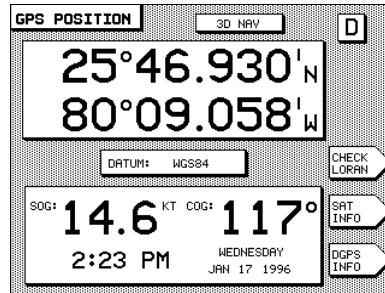 GPS POSITION
3D NAV
D
25°46.930'N
80°09.058'W
DATUM: WGS84
CHECK
LORAN
SOG: 14.6 KT COG: 117°
SAT
INFO
2:23 PM
WEDNESDAY
JAN 17 1996
DGPS
INFO